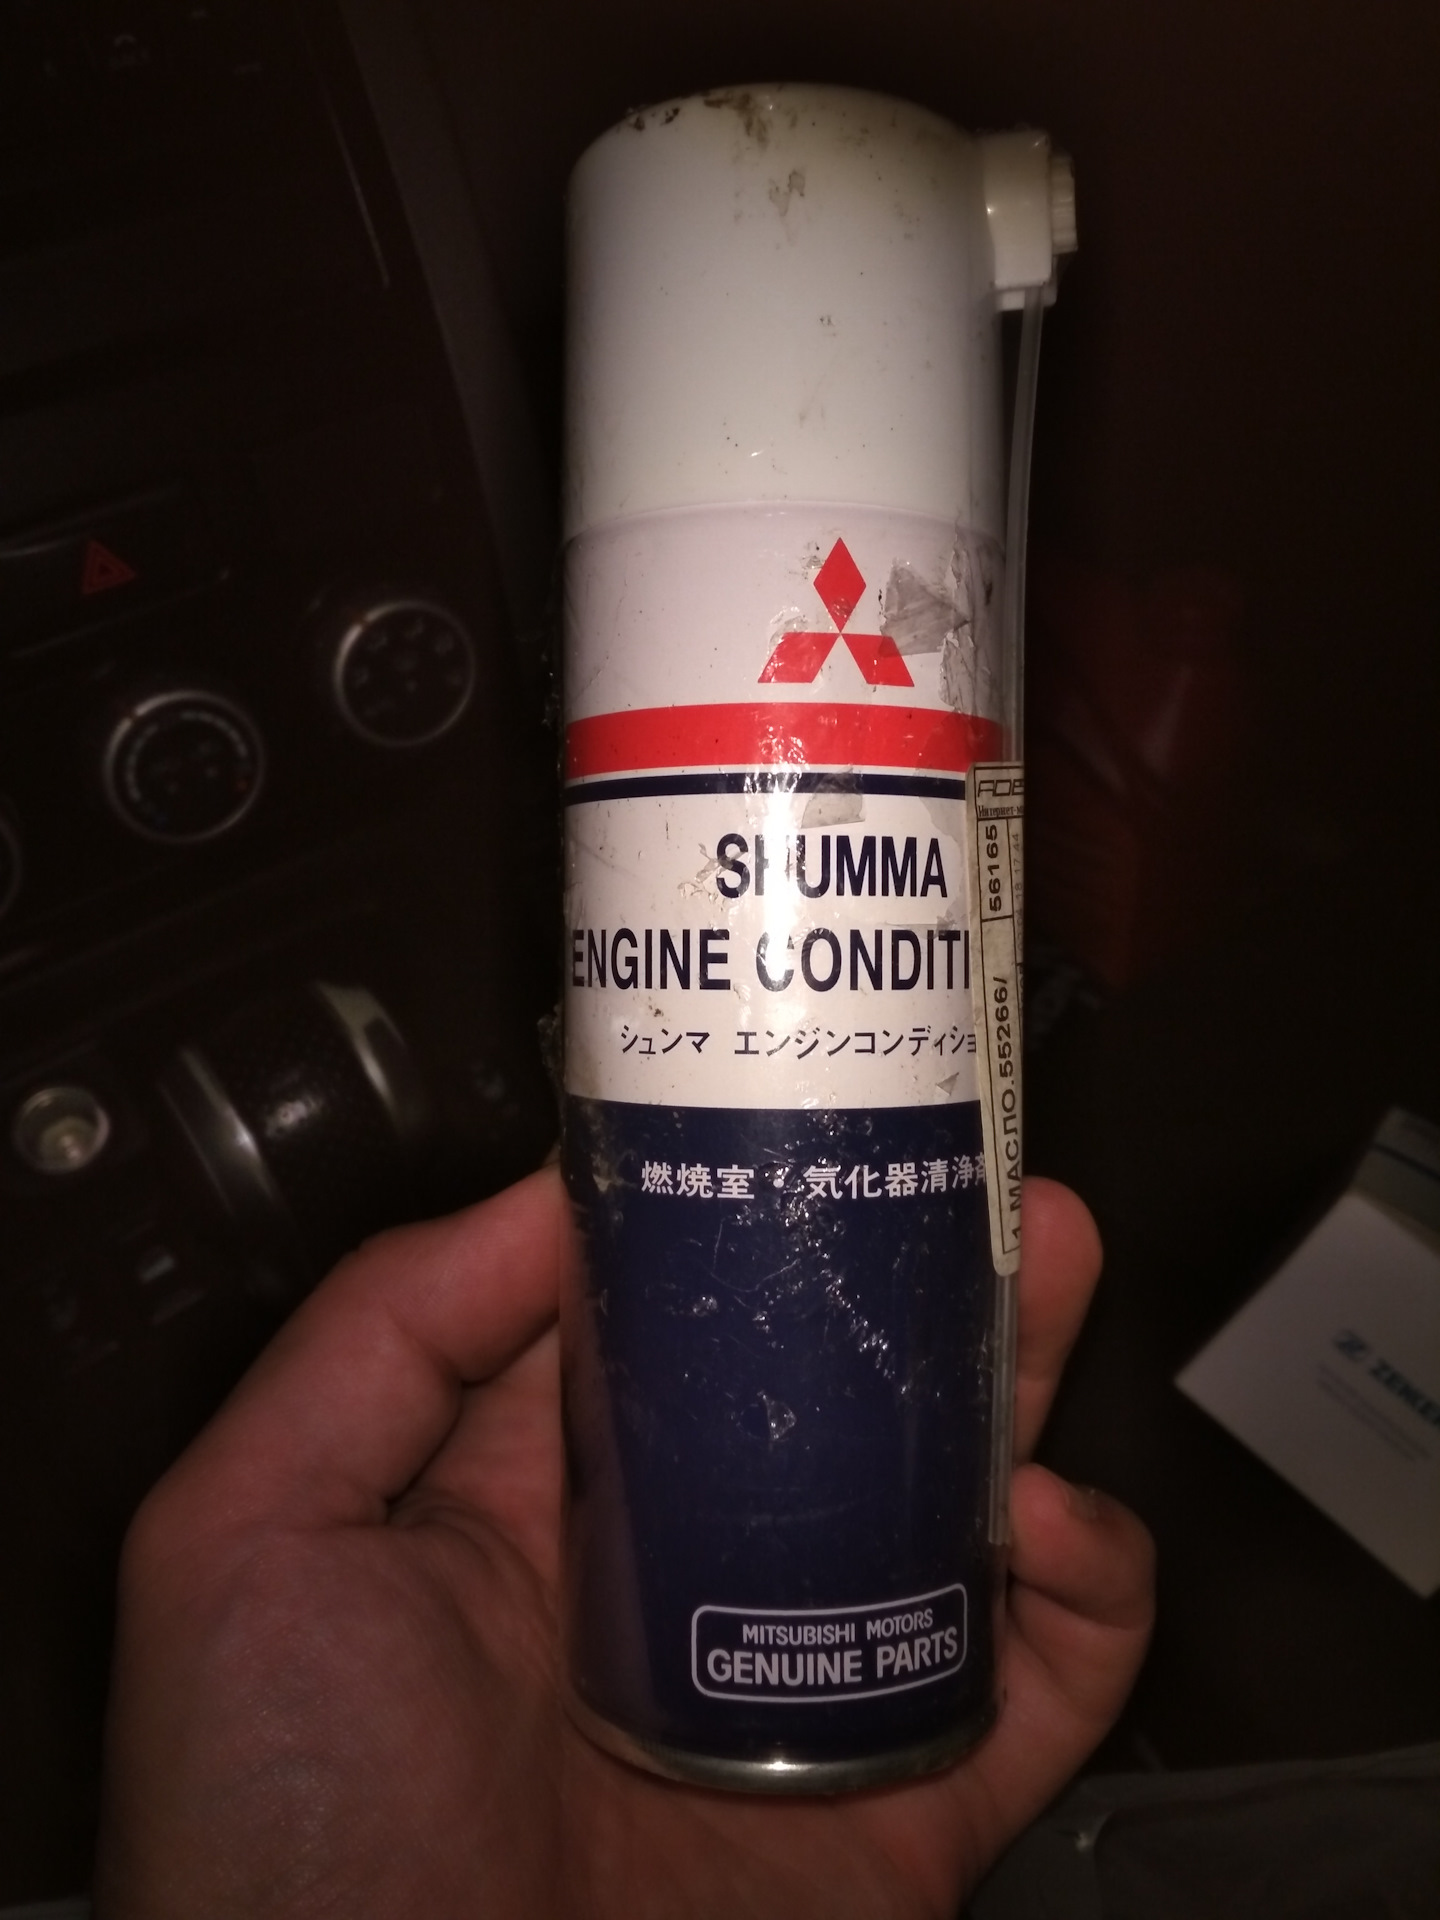 SHUMMA
ENGINE CONDITI
シュンマ エンジンコンディショ
燃焼室・気化器清浄剤
MITSUBISHI MOTORS
GENUINE PARTS
56165
1 МАСЛО.55266/